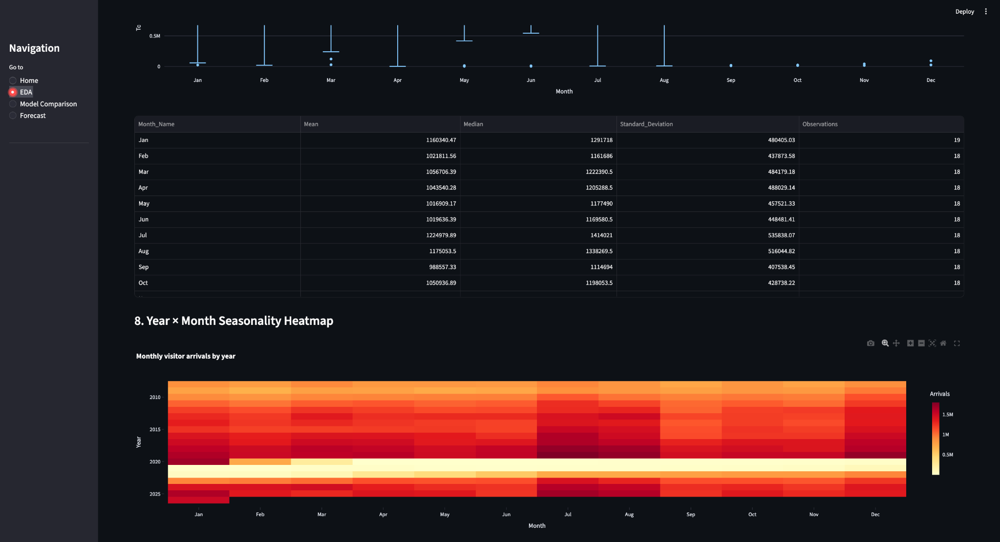 Deploy
Navigation
Go to
Home
EDA
Model Comparison
Forecast
0.5M
0
Jan Feb Mar Apr May Jun Jul Aug Sep Oct Nov Dec
Month
Month_Name Mean Median Standard_Deviation Observations
Jan 1160340.47 1291718 480405.03 19
Feb 1021811.56 1161686 437873.58 18
Mar 1056706.39 1222390.5 484179.18 18
Apr 1043540.28 1205288.5 488029.14 18
May 1016909.17 1177490 457521.33 18
Jun 1019636.39 1169580.5 448481.41 18
Jul 1224979.89 1414021 535838.07 18
Aug 1175053.5 1338269.5 516044.82 18
Sep 988557.33 1114694 407538.45 18
Oct 1050936.89 1198053.5 428738.22 18
8. Year × Month Seasonality Heatmap
Monthly visitor arrivals by year
Year
2010
2015
2020
2025
Jan Feb Mar Apr May Jun Jul Aug Sep Oct Nov Dec
Month
Arrivals
1.5M
1M
0.5M